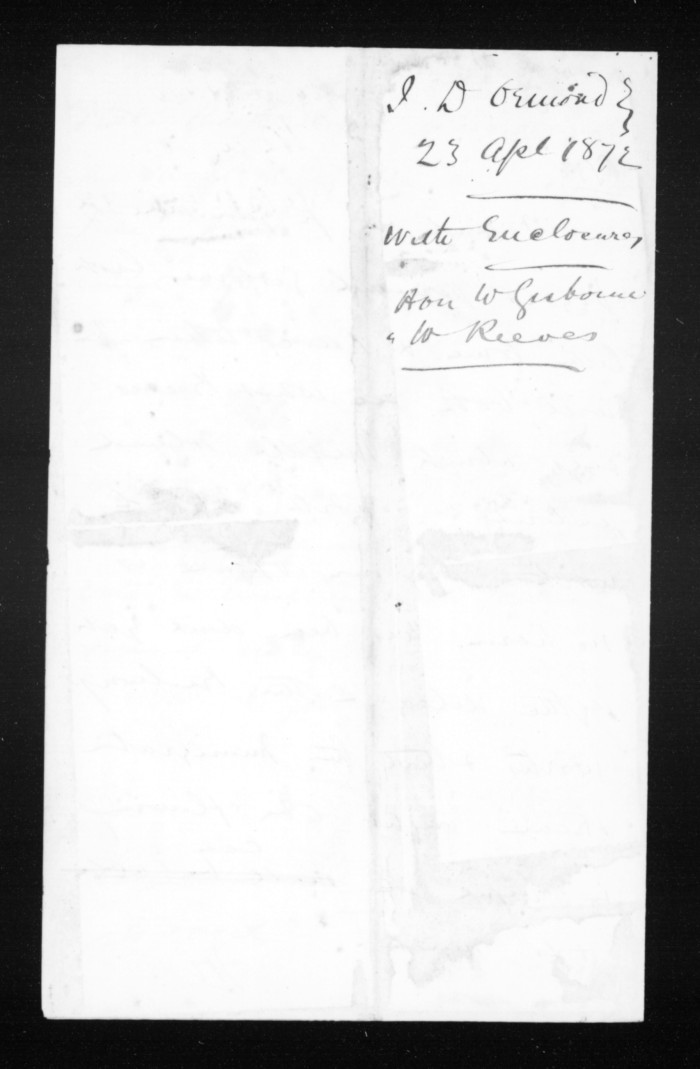 J. D Ormond
23 Apl 1872
With Enclosures
Hon W Gisborne
" W Reeves